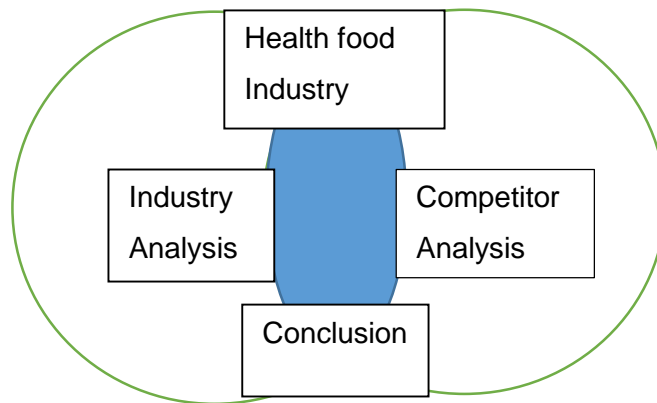 Health food
Industry
Industry
Analysis
Competitor
Analysis
Conclusion